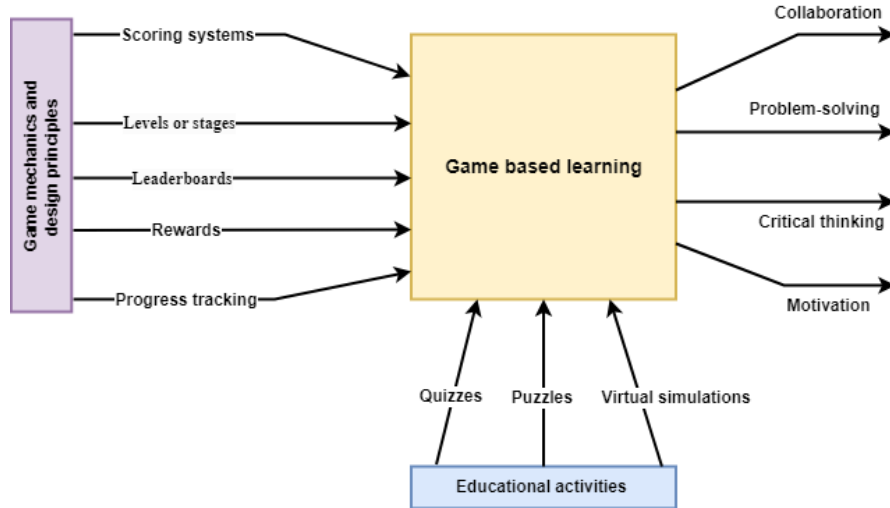 Game mechanics and
design principles
Scoring systems
Levels or stages
Leaderboards
Rewards
Progress tracking
Game based learning
Collaboration
Problem-solving
Critical thinking
Motivation
Quizzes
Puzzles
Virtual simulations
Educational activities